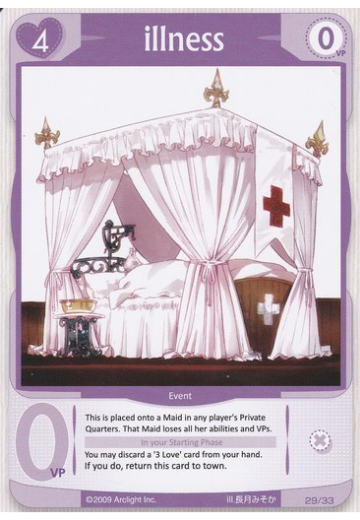 4
illness
0
VP
Event
This is placed onto a Maid in any player's Private
Quarters. That Maid loses all her abilities and VPs.
In your Starting Phase
You may discard a '3 Love' card from your hand.
If you do, return this card to town.
0
VP
©2009 Arclight Inc.
ill.長月みそか
29/33